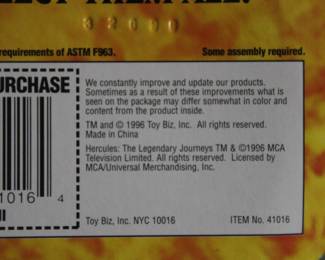 requirements of ASTM F963.
Some assembly required.
URCHASE
We constantly improve and update our products.
Sometimes as a result of these improvements what is
seen on the package may differ somewhat in color and
content from the product inside.
TM and © 1996 Toy Biz, Inc. All rights reserved.
Made in China
Hercules: The Legendary Journeys TM & ©1996 MCA
Television Limited. All rights reserved. Licensed by
MCA/Universal Merchandising, Inc.
1016 4
Toy Biz, Inc. NYC 10016
ITEM No. 41016